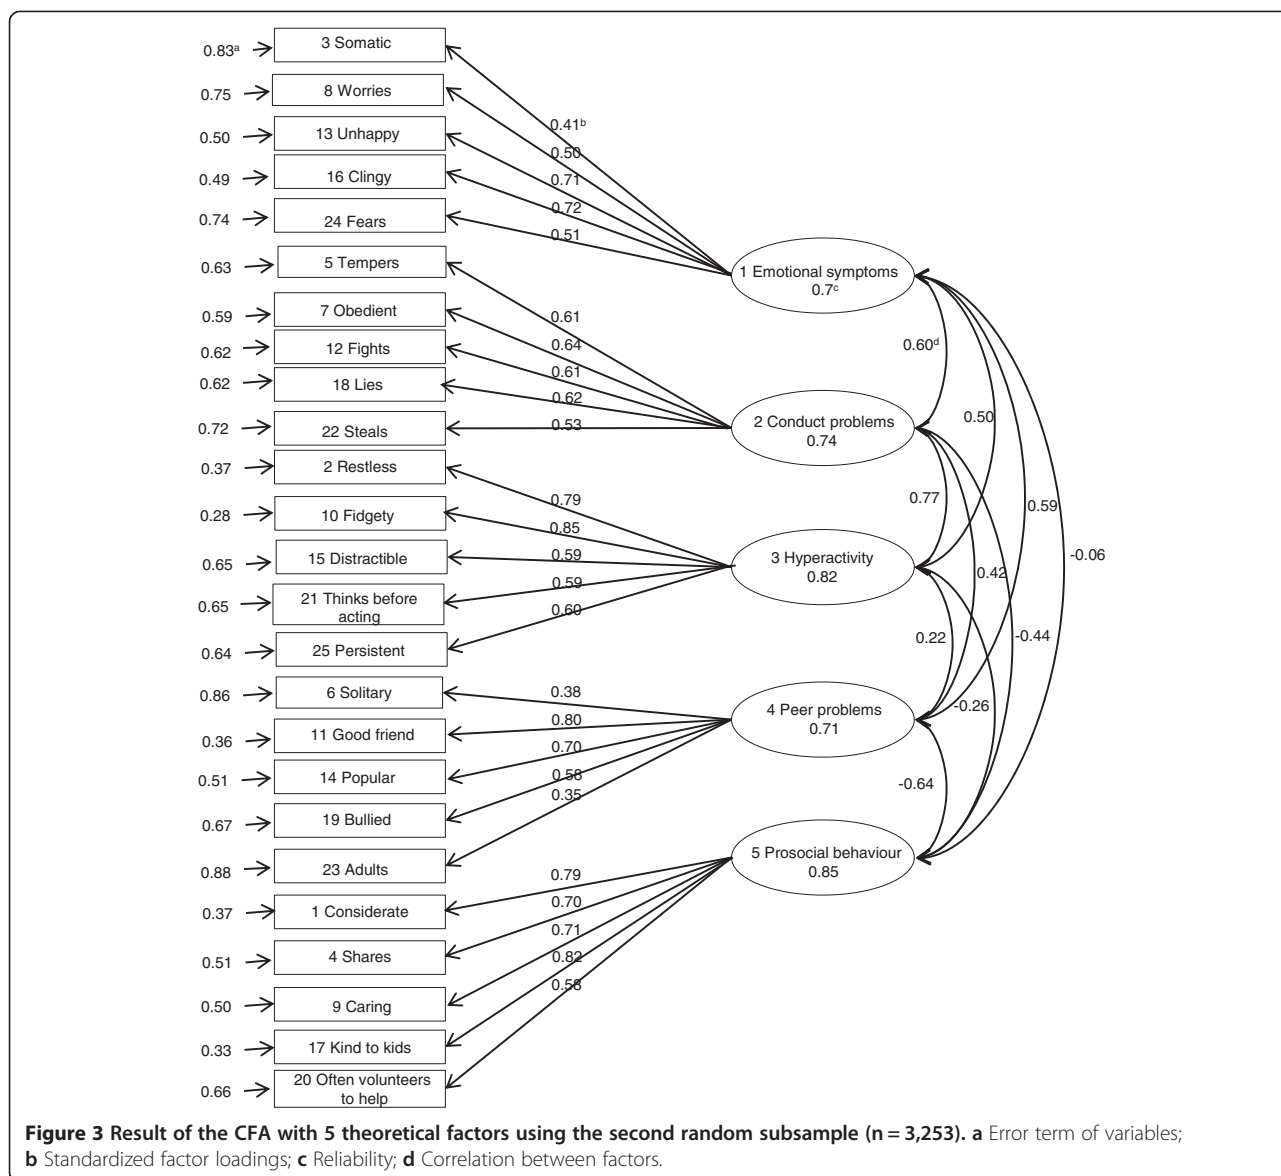 0.83a 3 Somatic
0.75 8 Worries
0.50 13 Unhappy
0.49 16 Clingy
0.74 24 Fears
0.41b
0.50
0.71
0.72
0.51
1 Emotional symptoms
0.7c
0.63 5 Tempers
0.59 7 Obedient
0.62 12 Fights
0.62 18 Lies
0.72 22 Steals
0.61
0.64
0.61
0.62
0.53
2 Conduct problems
0.74
0.37 2 Restless
0.28 10 Fidgety
0.65 15 Distractible
0.65 21 Thinks before
acting
0.64 25 Persistent
0.79
0.85
0.59
0.59
0.60
3 Hyperactivity
0.82
0.86 6 Solitary
0.36 11 Good friend
0.51 14 Popular
0.67 19 Bullied
0.88 23 Adults
0.38
0.80
0.70
0.58
0.35
4 Peer problems
0.71
0.37 1 Considerate
0.51 4 Shares
0.50 9 Caring
0.33 17 Kind to kids
0.66 20 Often volunteers
to help
0.79
0.70
0.71
0.82
0.58
5 Prosocial behaviour
0.85
0.60d
0.50
0.77
0.59
-0.06
0.42
0.22
-0.44
-0.26
-0.64
Figure 3 Result of the CFA with 5 theoretical factors using the second random subsample (n = 3,253). a Error term of variables;
b Standardized factor loadings; c Reliability; d Correlation between factors.